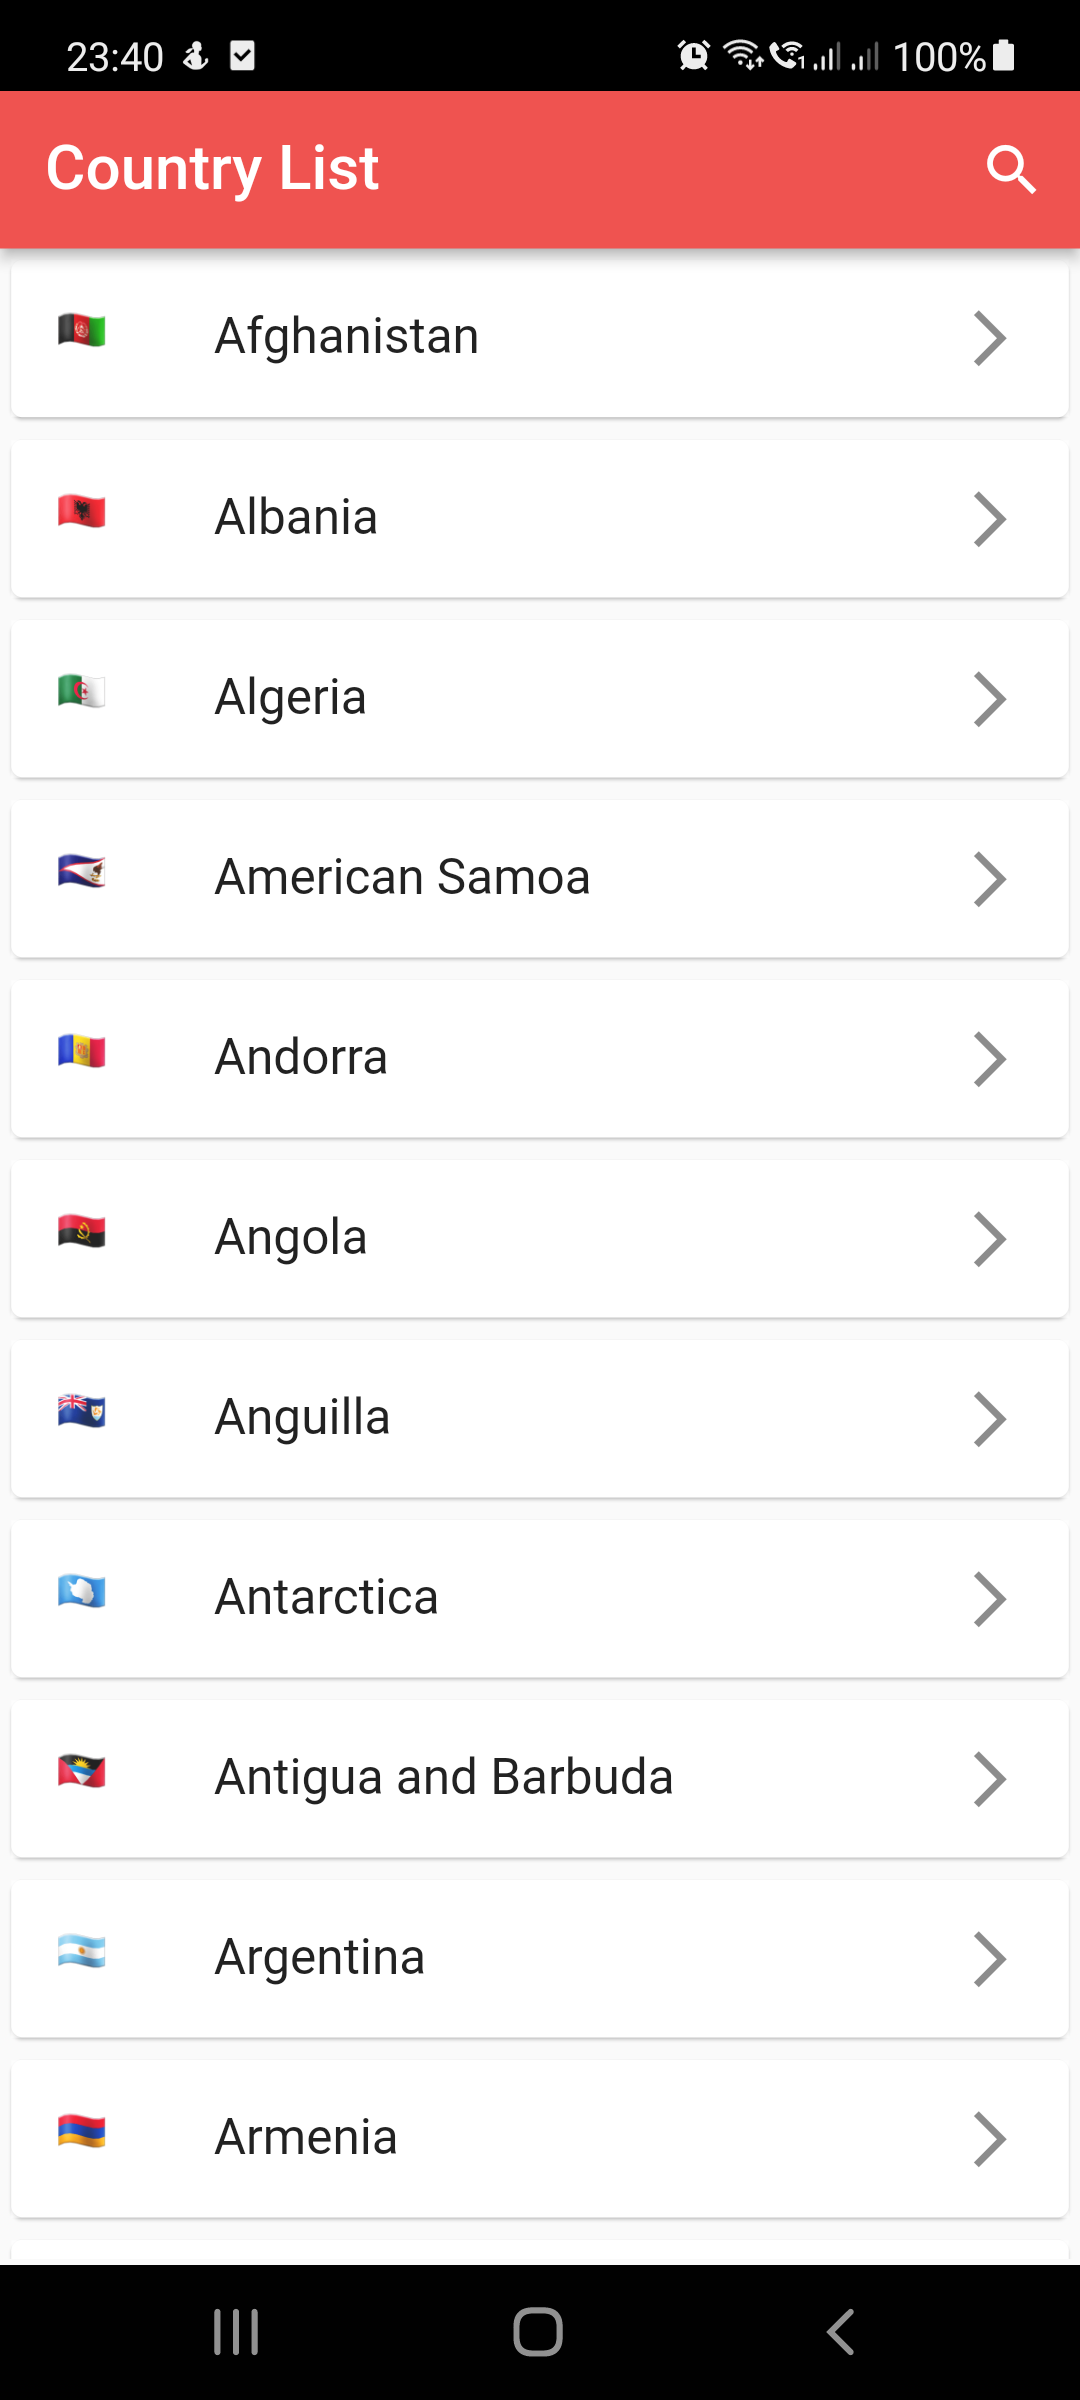 23:40
100%
Country List
Afghanistan
Albania
Algeria
American Samoa
Andorra
Angola
Anguilla
Antarctica
Antigua and Barbuda
Argentina
Armenia